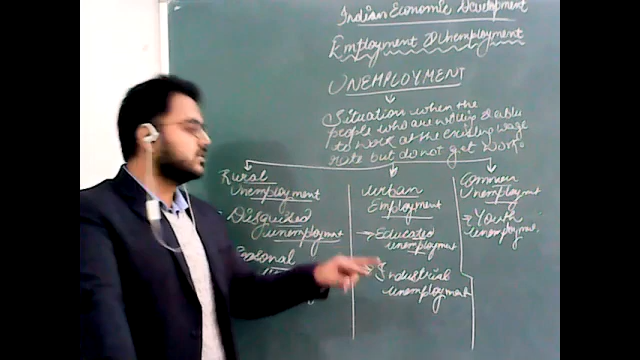 Indian Economic Development
Employment & Unemployment
UNEMPLOYMENT
Situation when the
people who are willing & able
to work at the existing wage
rate but do not get work.
Rural
Unemployment
Disguised
unemployment
Urban
Employment
→ Educated
unemployment
Industrial
unemployment
Common
Unemployment
→ Youth
unemployme